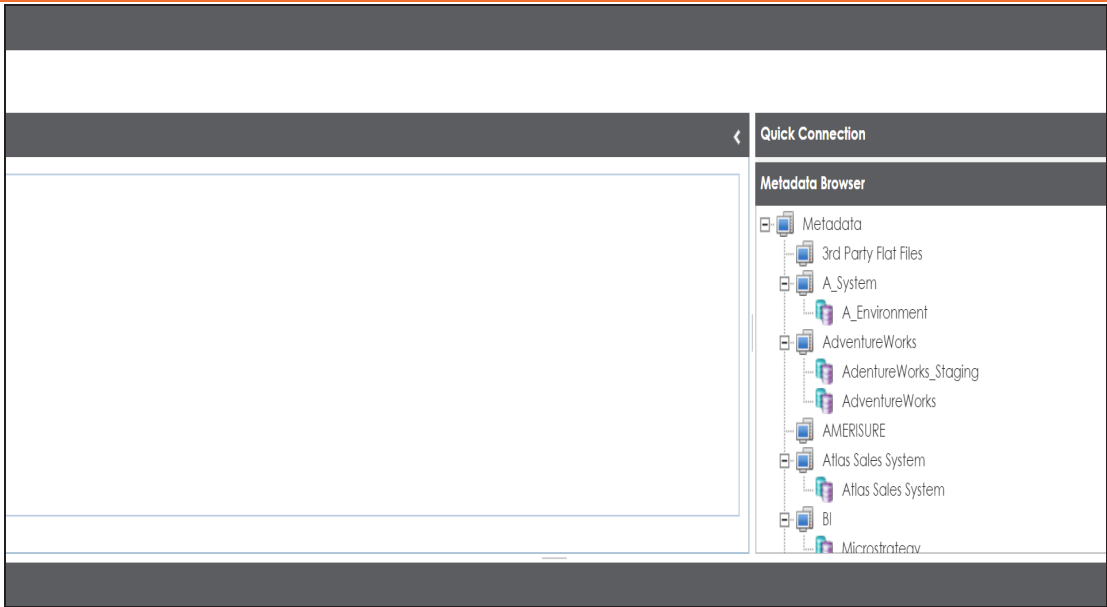 Quick Connection
Metadata Browser
Metadata
3rd Party Flat Files
A_System
A_Environment
AdventureWorks
AdentureWorks_Staging
AdventureWorks
AMERISURE
Atlas Sales System
Atlas Sales System
BI
Microstrategy